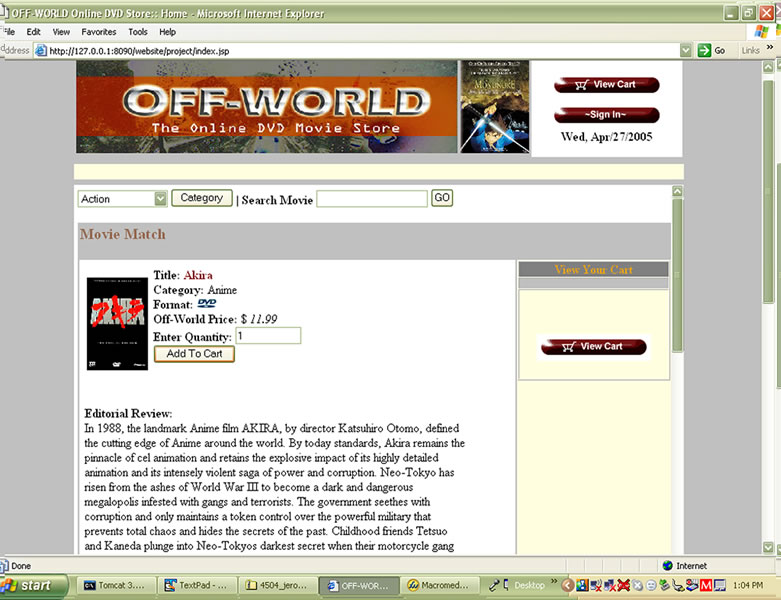 OFF-WORLD Online DVD Store:: Home - Microsoft Internet Explorer
File Edit View Favorites Tools Help
Address http://127.0.0.1:8090/website/project/index.jsp Go Links »
OFF-WORLD
The Online DVD Movie Store
View Cart
~Sign In~
Wed, Apr/27/2005
Action Category | Search Movie GO
Movie Match
View Your Cart
Title: Akira
Category: Anime
Format: DVD
Off-World Price: $ 11.99
Enter Quantity: 1
Add To Cart
View Cart
AKIRA
アキラ
Editorial Review:
In 1988, the landmark Anime film AKIRA, by director Katsuhiro Otomo, defined
the cutting edge of Anime around the world. By today standards, Akira remains the
pinnacle of cel animation and retains the explosive impact of its highly detailed
animation and its intensely violent saga of power and corruption. Neo-Tokyo has
risen from the ashes of World War III to become a dark and dangerous
megalopolis infested with gangs and terrorists. The government seethes with
corruption and only maintains a token control over the powerful military that
prevents total chaos and hides the secrets of the past. Childhood friends Tetsuo
and Kaneda plunge into Neo-Tokyos darkest secret when their motorcycle gang
Done Internet
start Tomcat 3.... TextPad - ... 4504_jero... OFF-WOR... Macromed... Desktop » 1:04 PM